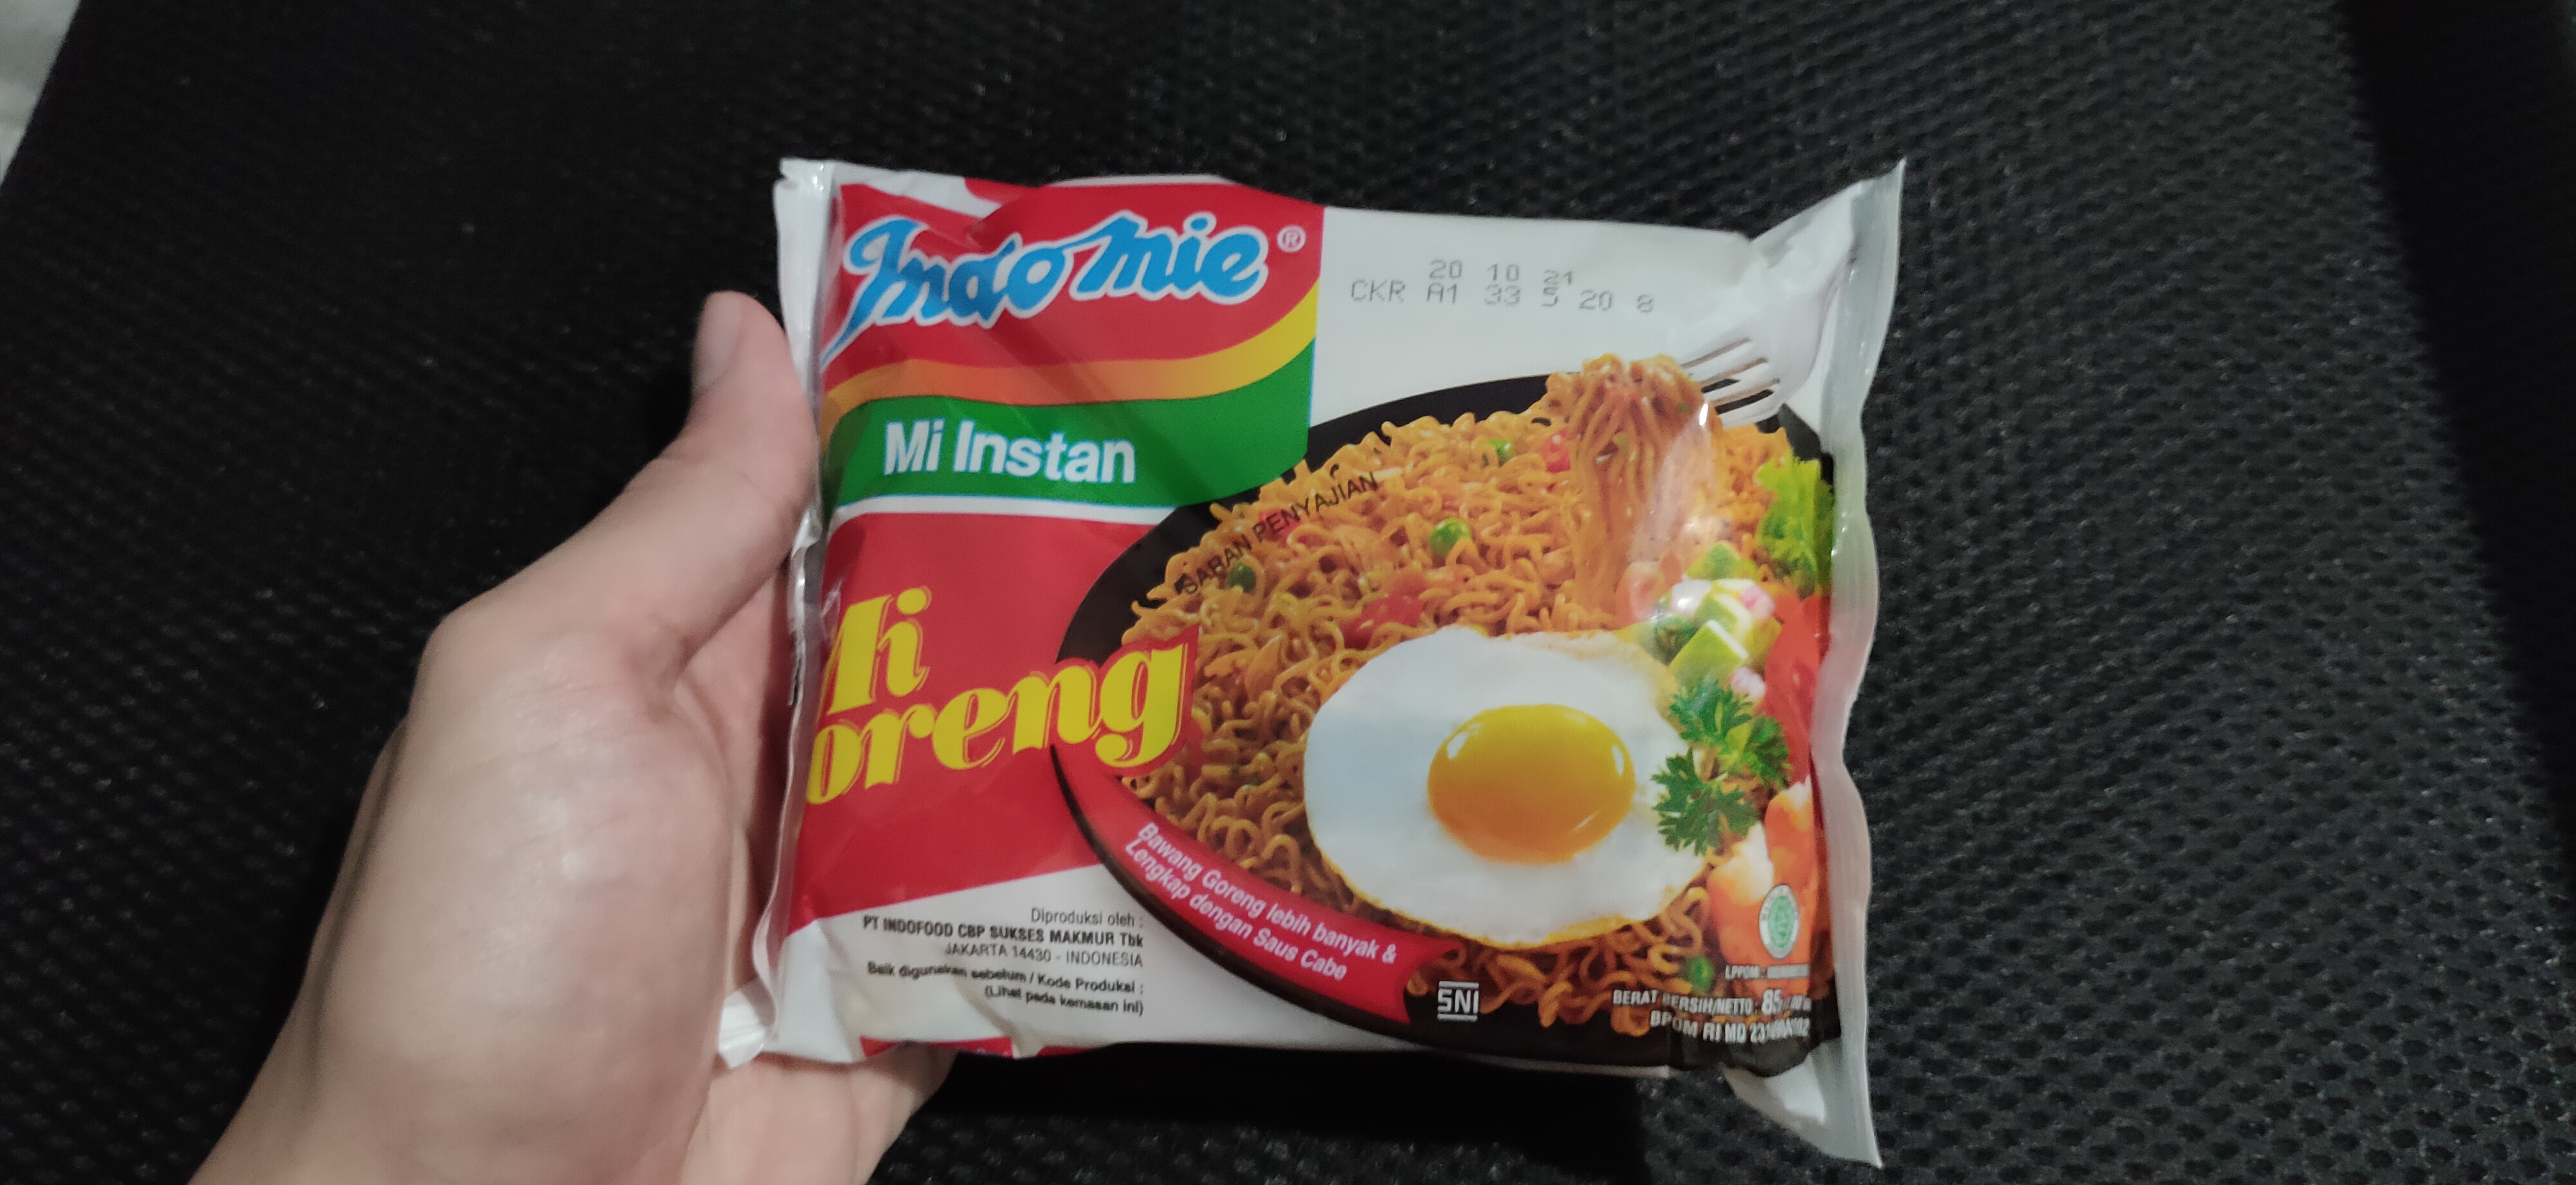 Indomie ®
20 10 21
CKR A1 33 5 20 8
Mi Instan
SARAN PENYAJIAN
Mi
oreng
Bawang Goreng lebih banyak &
Lengkap dengan Saus Cabe
Diproduksi oleh :
PT INDOFOOD CBP SUKSES MAKMUR Tbk
JAKARTA 14430 - INDONESIA
Baik digunakan sebelum / Kode Produksi :
(Lihat pada kemasan ini)
SNI
LPPOM
BERAT BERSIH/NETTO 85
BPOM RI MD